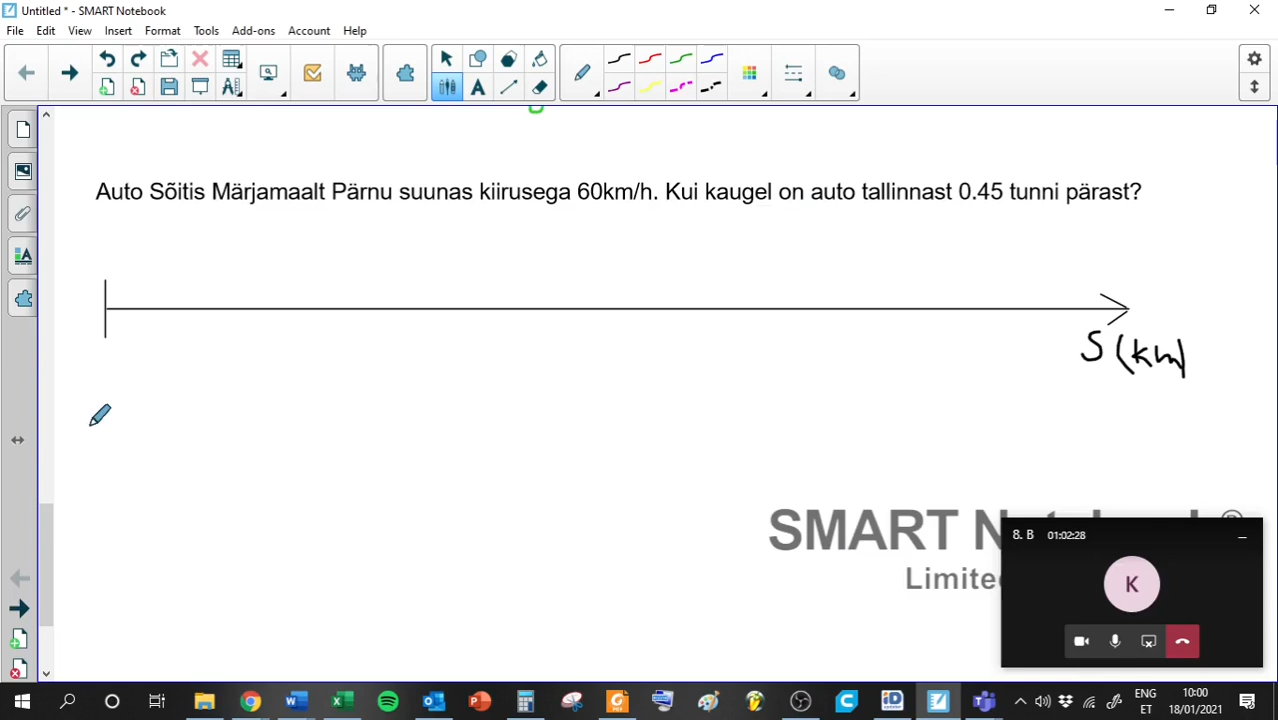 Untitled * - SMART Notebook
File Edit View Insert Format Tools Add-ons Account Help
Auto Sõitis Märjamaalt Pärnu suunas kiirusega 60km/h. Kui kaugel on auto tallinnast 0.45 tunni pärast?
S (km)
SMART
Limited
8. B 01:02:28
K
ENG 10:00
ET 18/01/2021